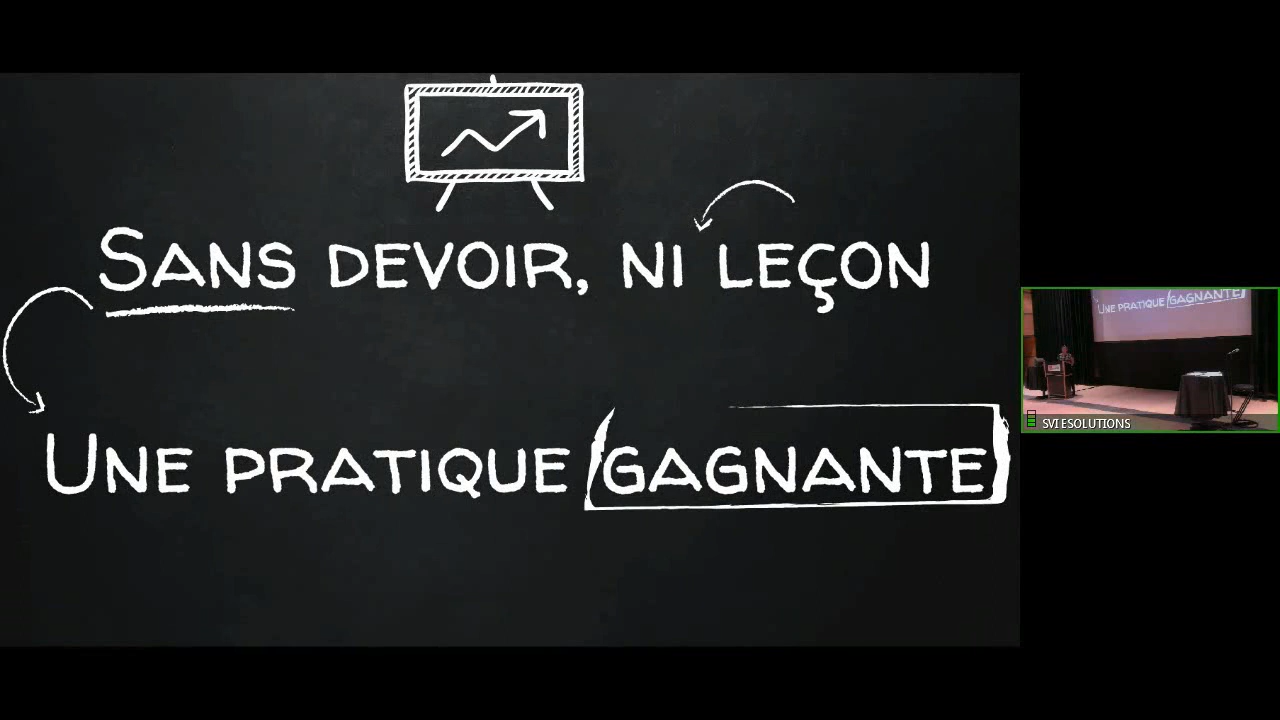 Sans devoir, ni leçon
Une pratique gagnante
Une pratique gagnante
SVI ESOLUTIONS